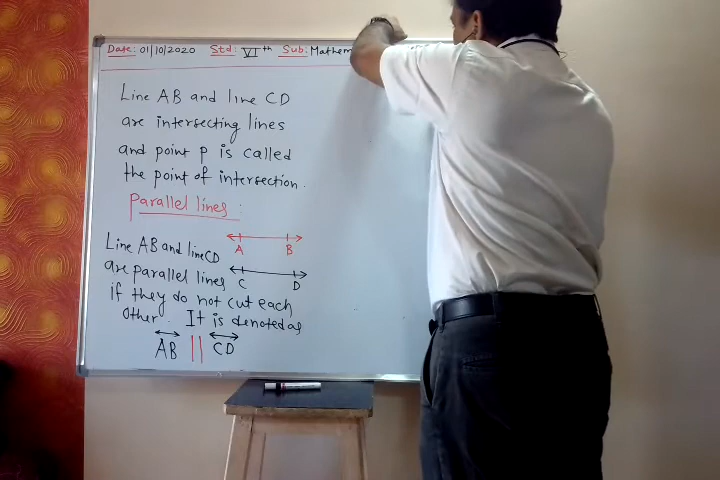 Date: 01/10/2020 Std: VIth Sub: Mathem
Line AB and line CD
are intersecting lines
and point p is called
the point of intersection.
Parallel lines:
Line AB and line CD
are parallel lines
if they do not cut each
other. It is denoted as
AB || CD
A B
C D